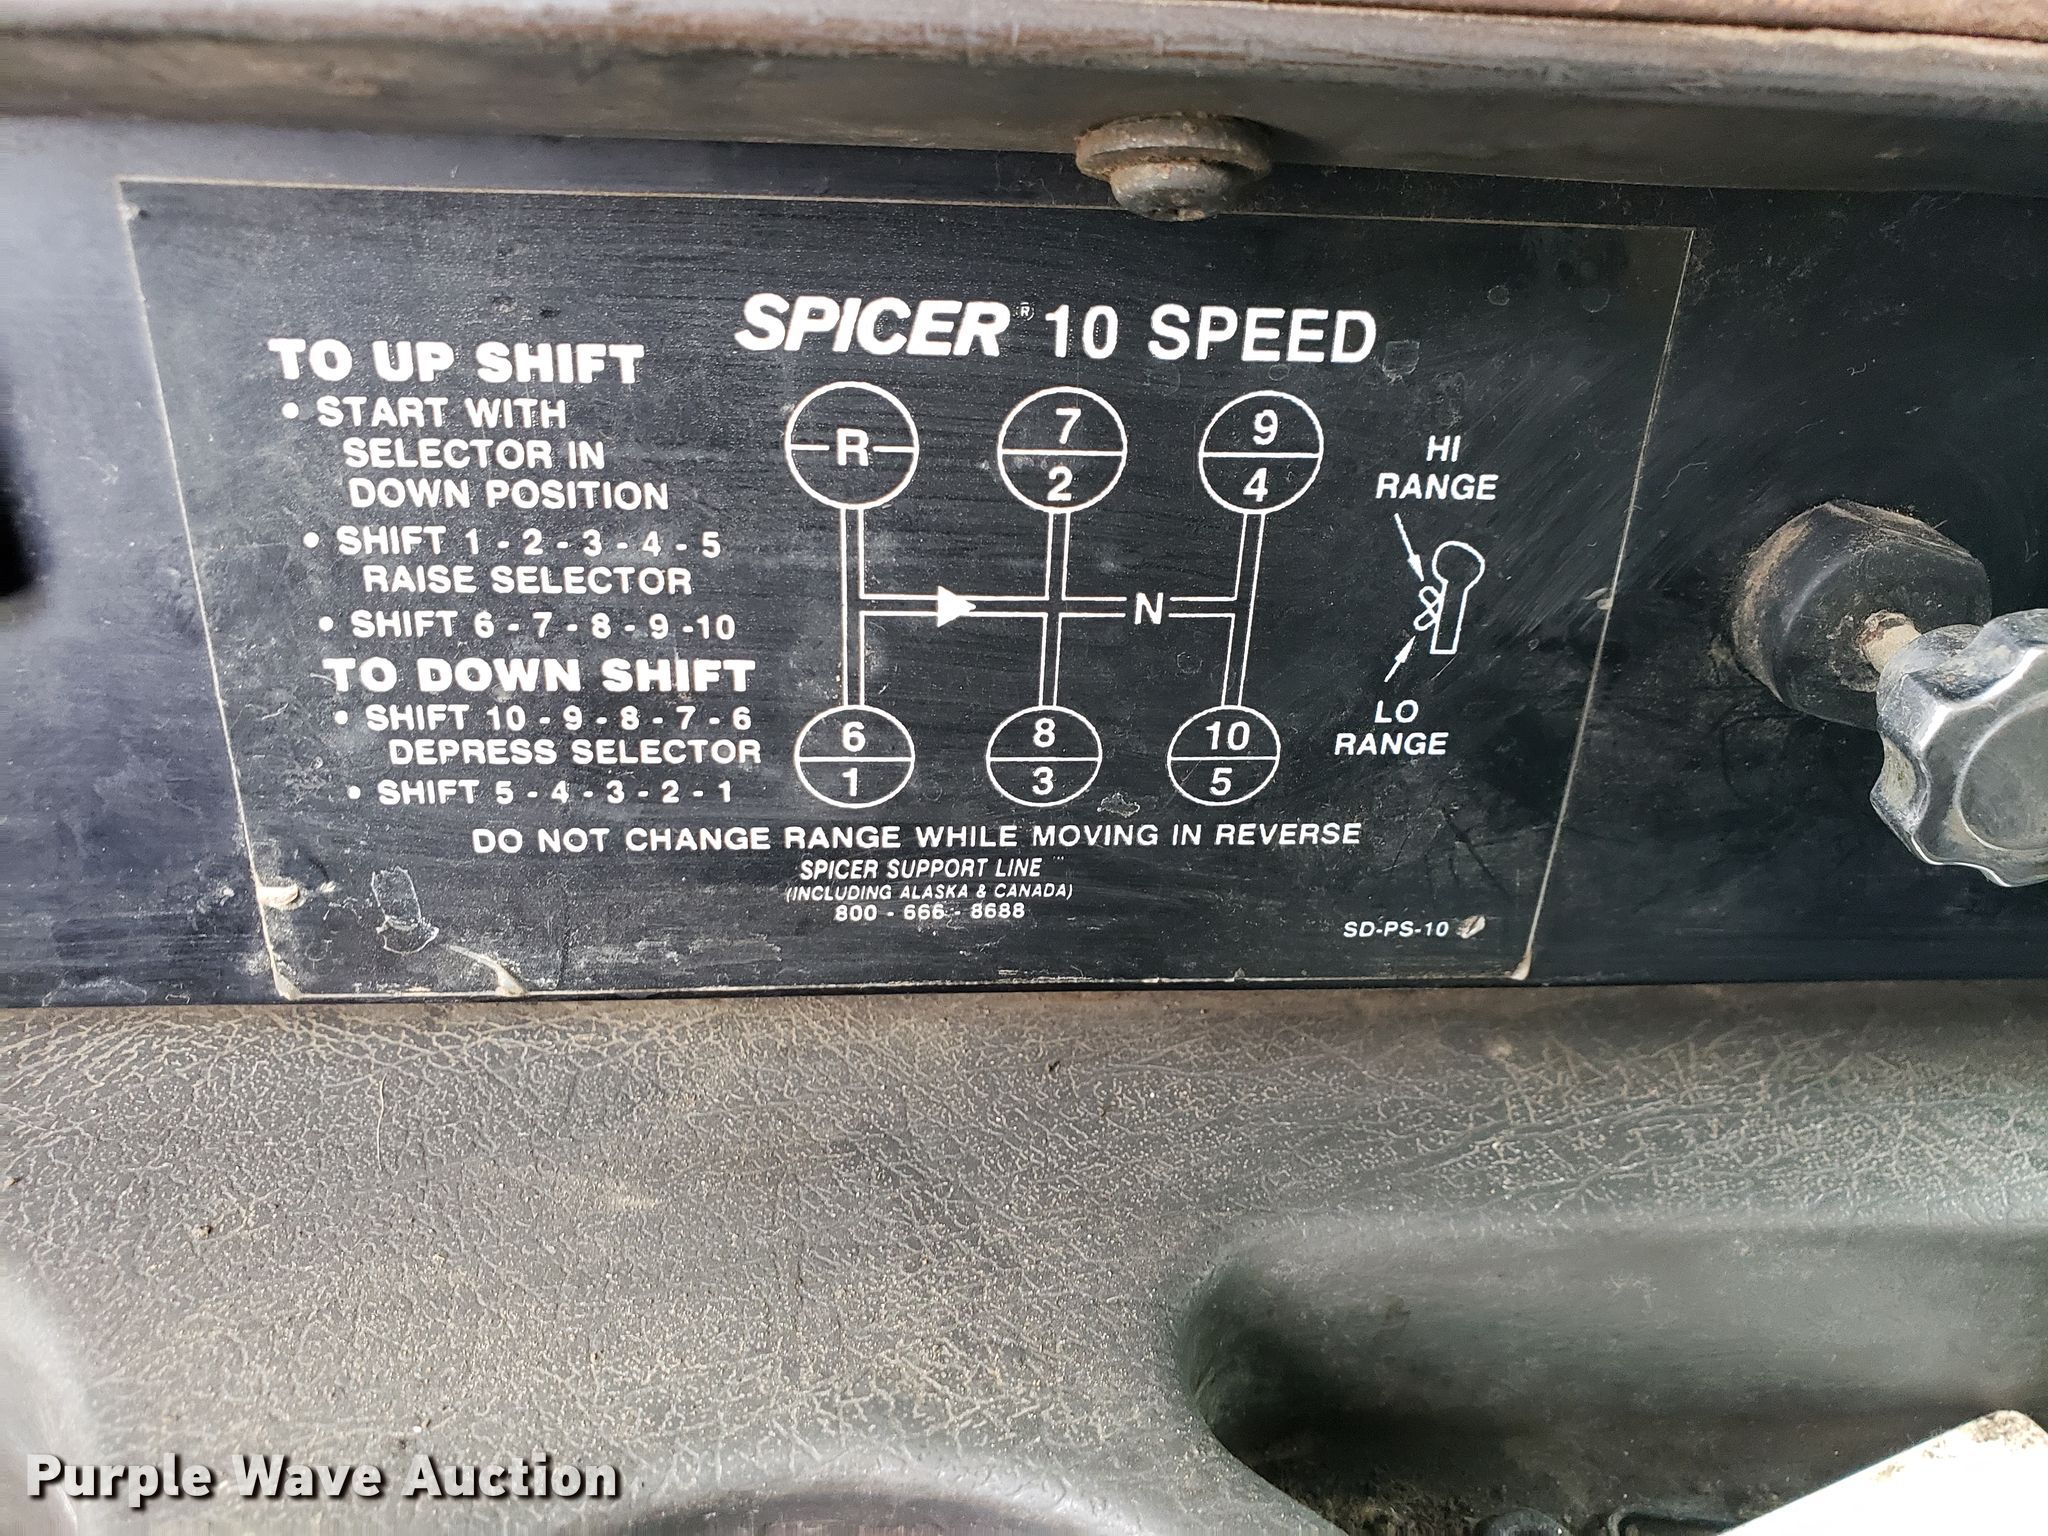 SPICER® 10 SPEED
TO UP SHIFT
• START WITH
SELECTOR IN
DOWN POSITION
• SHIFT 1 - 2 - 3 - 4 - 5
RAISE SELECTOR
• SHIFT 6 - 7 - 8 - 9 -10
TO DOWN SHIFT
• SHIFT 10 - 9 - 8 - 7 - 6
DEPRESS SELECTOR
• SHIFT 5 - 4 - 3 - 2 - 1
R
7
2
9
4
N
6
1
8
3
10
5
HI
RANGE
LO
RANGE
DO NOT CHANGE RANGE WHILE MOVING IN REVERSE
SPICER SUPPORT LINE™
(INCLUDING ALASKA & CANADA)
800 - 666 - 8688
SD-PS-10
Purple Wave Auction